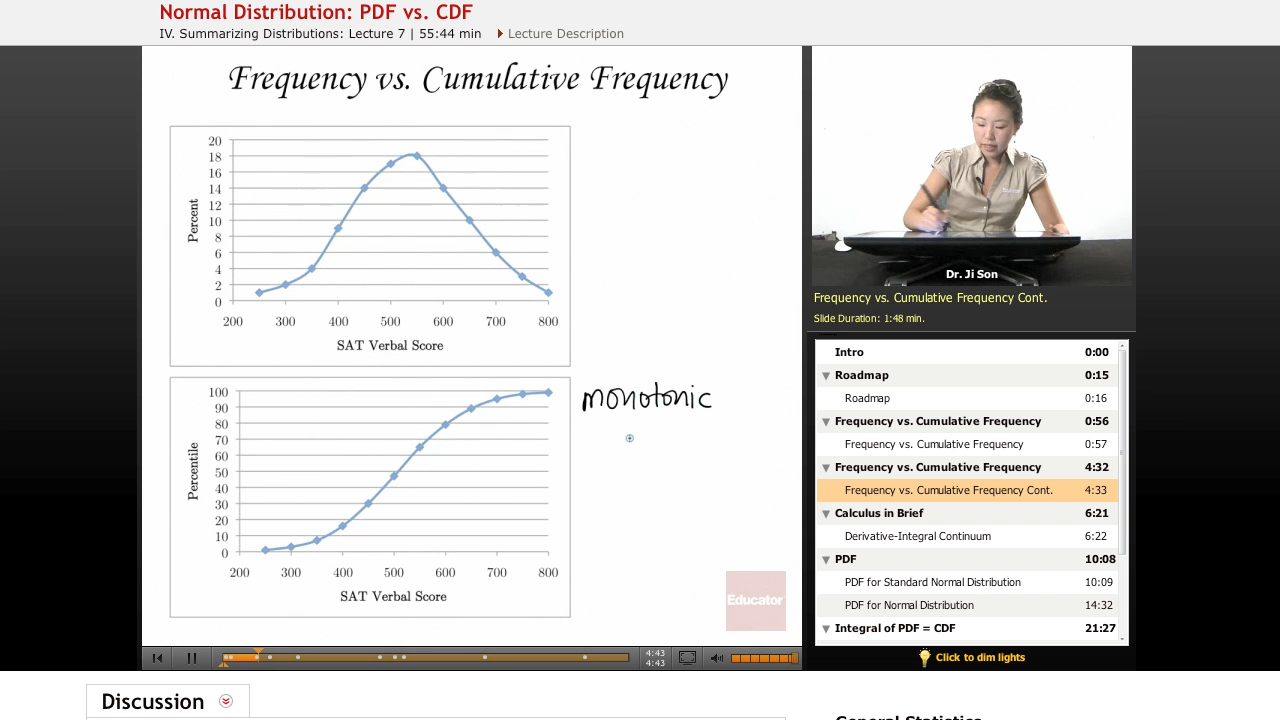 Normal Distribution: PDF vs. CDF
IV. Summarizing Distributions: Lecture 7 | 55:44 min
Lecture Description
Frequency vs. Cumulative Frequency
20
18
16
14
12
10
8
6
4
2
0
Percent
200 300 400 500 600 700 800
SAT Verbal Score
100
90
80
70
60
50
40
30
20
10
0
Percentile
200 300 400 500 600 700 800
SAT Verbal Score
monotonic
Educator
Dr. Ji Son
Frequency vs. Cumulative Frequency Cont.
Slide Duration: 1:48 min.
Intro 0:00
Roadmap 0:15
Roadmap 0:16
Frequency vs. Cumulative Frequency 0:56
Frequency vs. Cumulative Frequency 0:57
Frequency vs. Cumulative Frequency 4:32
Frequency vs. Cumulative Frequency Cont. 4:33
Calculus in Brief 6:21
Derivative-Integral Continuum 6:22
PDF 10:08
PDF for Standard Normal Distribution 10:09
PDF for Normal Distribution 14:32
Integral of PDF = CDF 21:27
4:43
4:43
Click to dim lights
Discussion
General Statistics